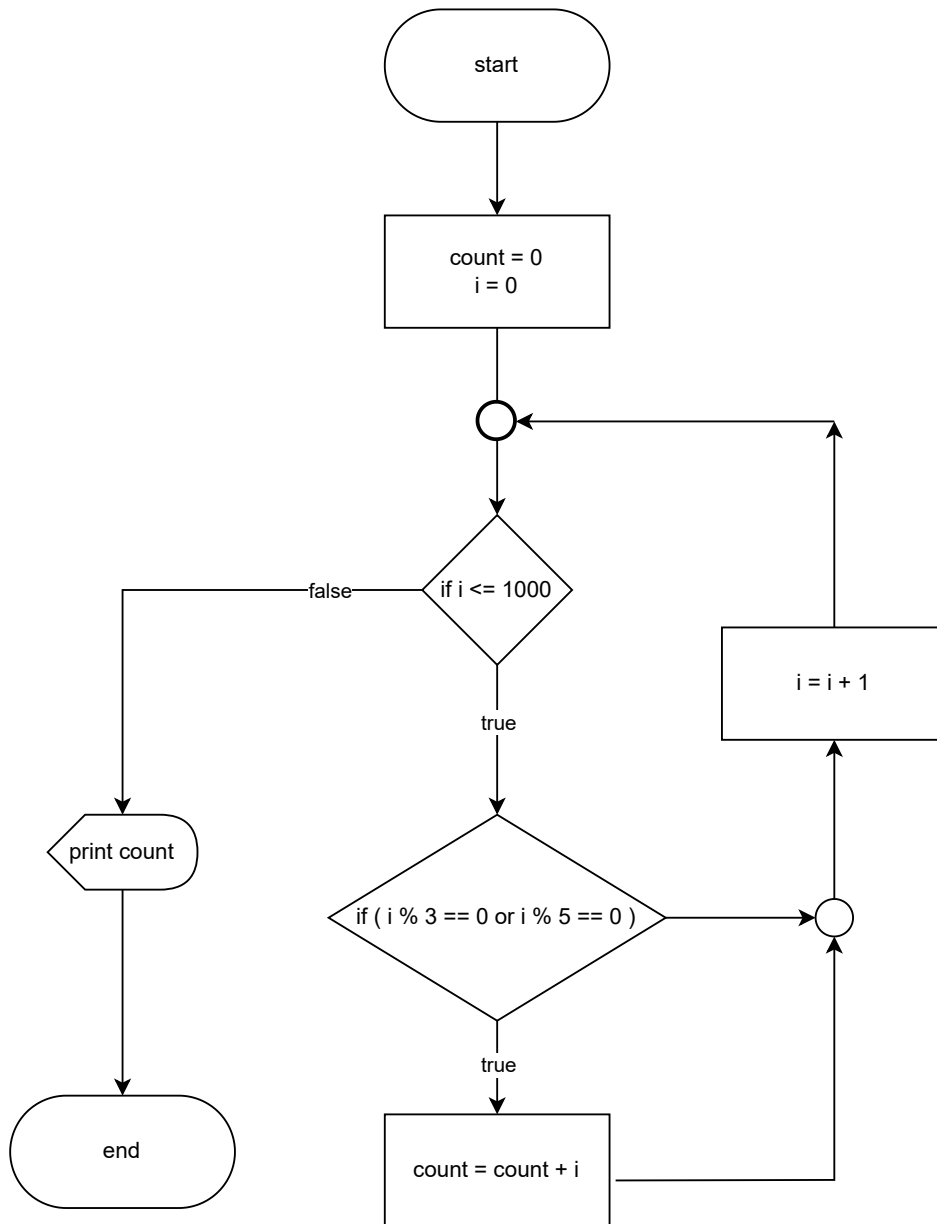 start
count = 0
i = 0
if i <= 1000
false
true
i = i + 1
print count
if ( i % 3 == 0 or i % 5 == 0 )
true
end
count = count + i